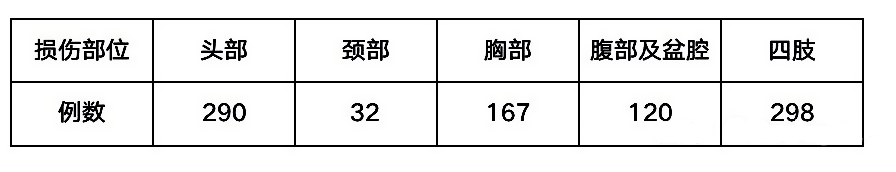 损伤部位 头部 颈部 胸部 腹部及盆腔 四肢
例数 290 32 167 120 298